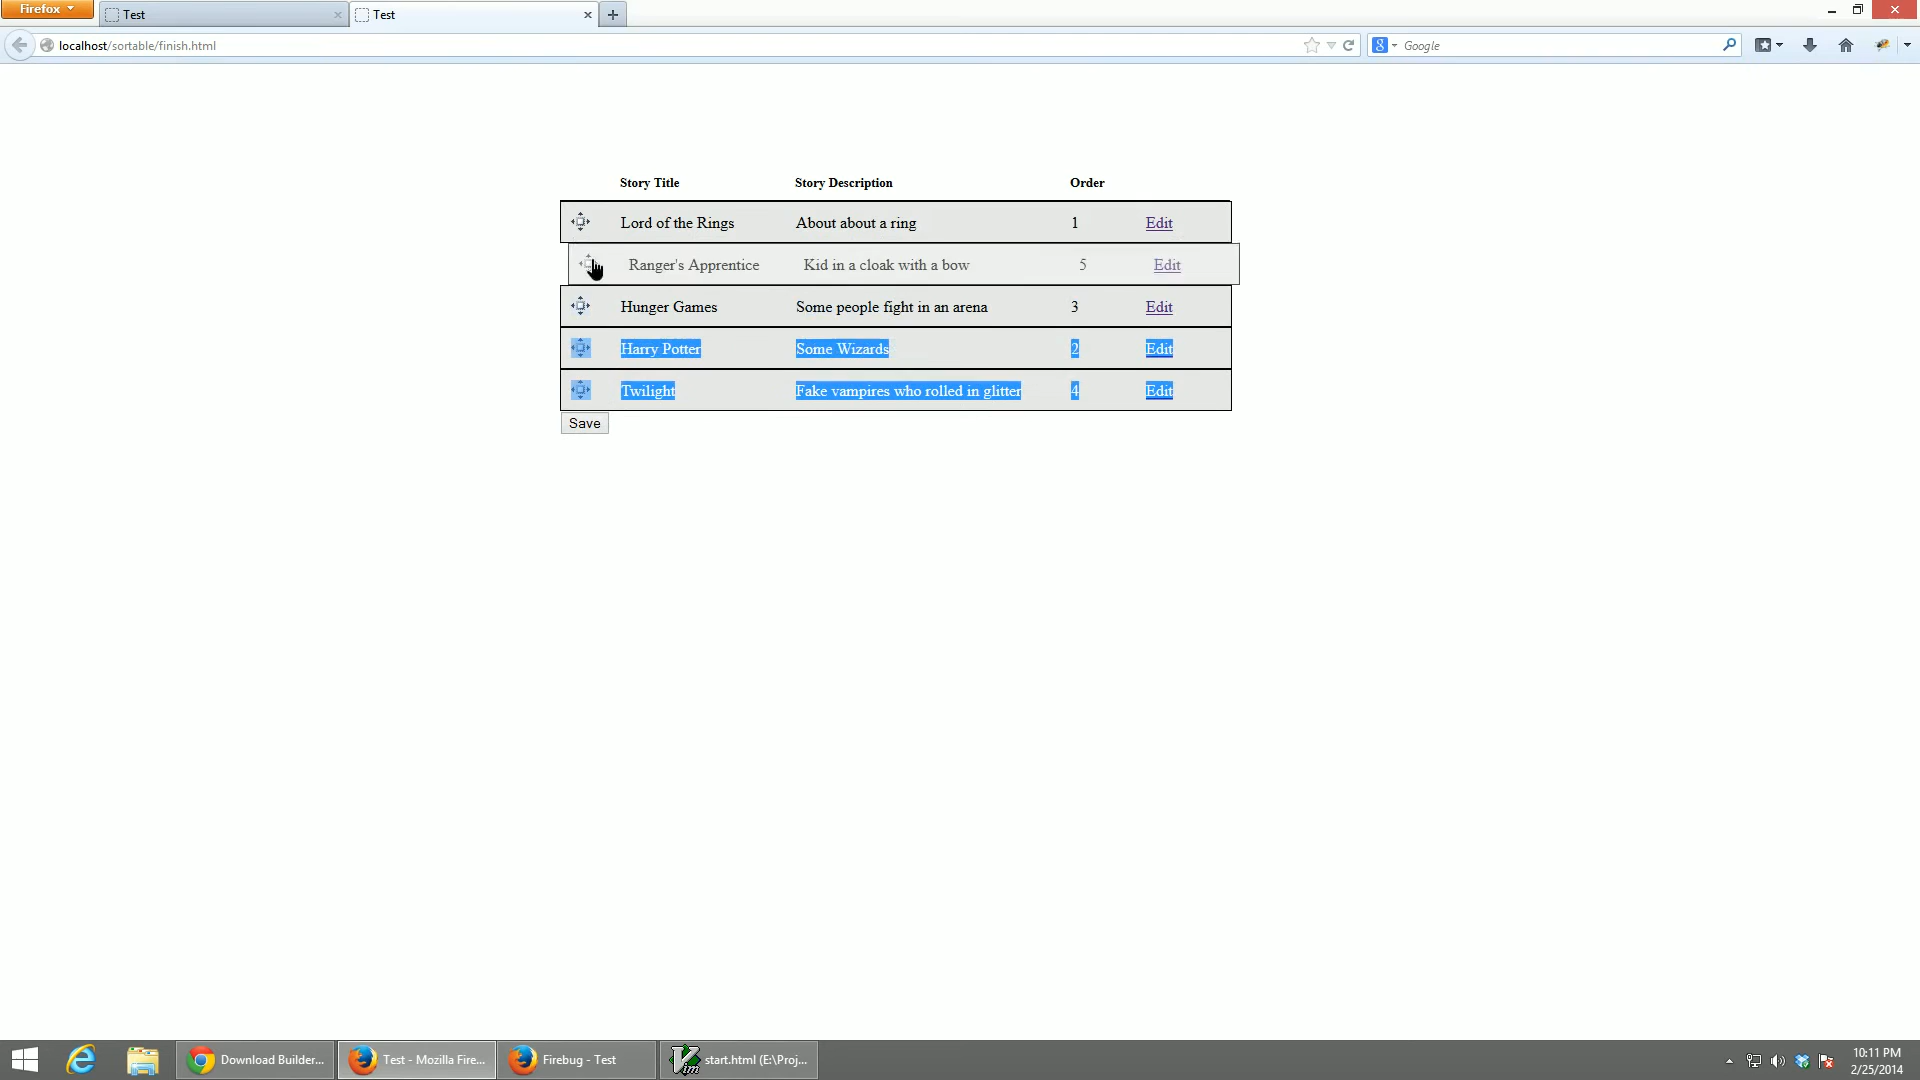 Firefox
Test
Test
localhost/sortable/finish.html
Google
Story Title Story Description Order
Lord of the Rings About about a ring 1 Edit
Ranger's Apprentice Kid in a cloak with a bow 5 Edit
Hunger Games Some people fight in an arena 3 Edit
Harry Potter Some Wizards 2 Edit
Twilight Fake vampires who rolled in glitter 4 Edit
Save
Download Builder...
Test - Mozilla Fire...
Firebug - Test
start.html (E:\Proj...
10:11 PM
2/25/2014